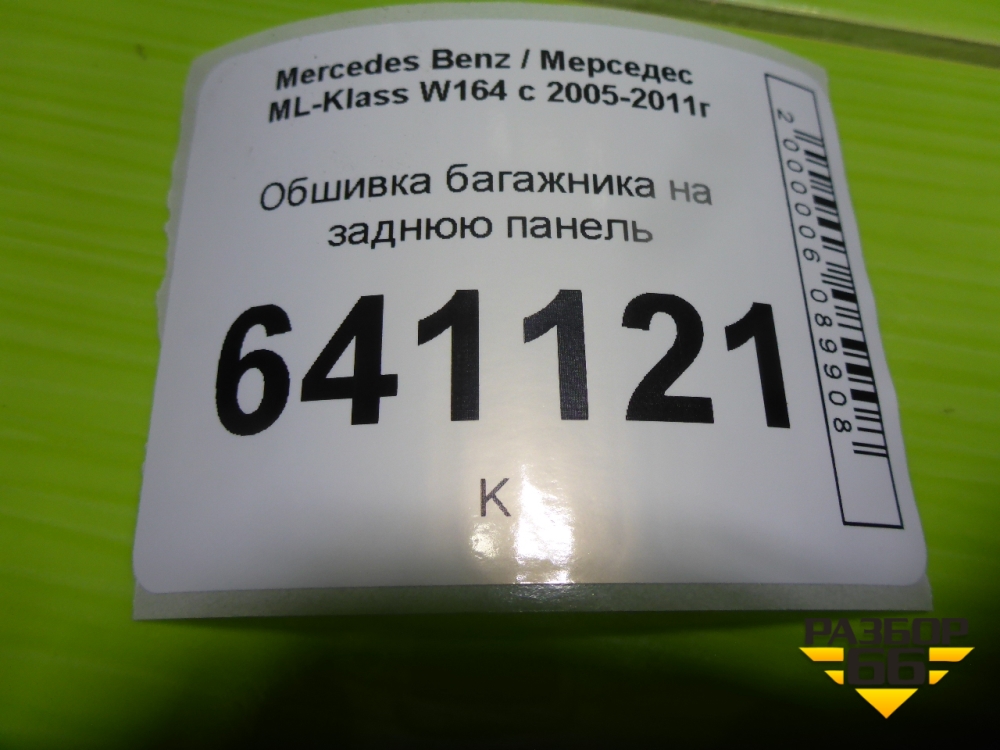 Mercedes Benz / Мерседес
ML-Klass W164 с 2005-2011г
Обшивка багажника на
заднюю панель
641121
К
2000006089908
РАЗБОР
66